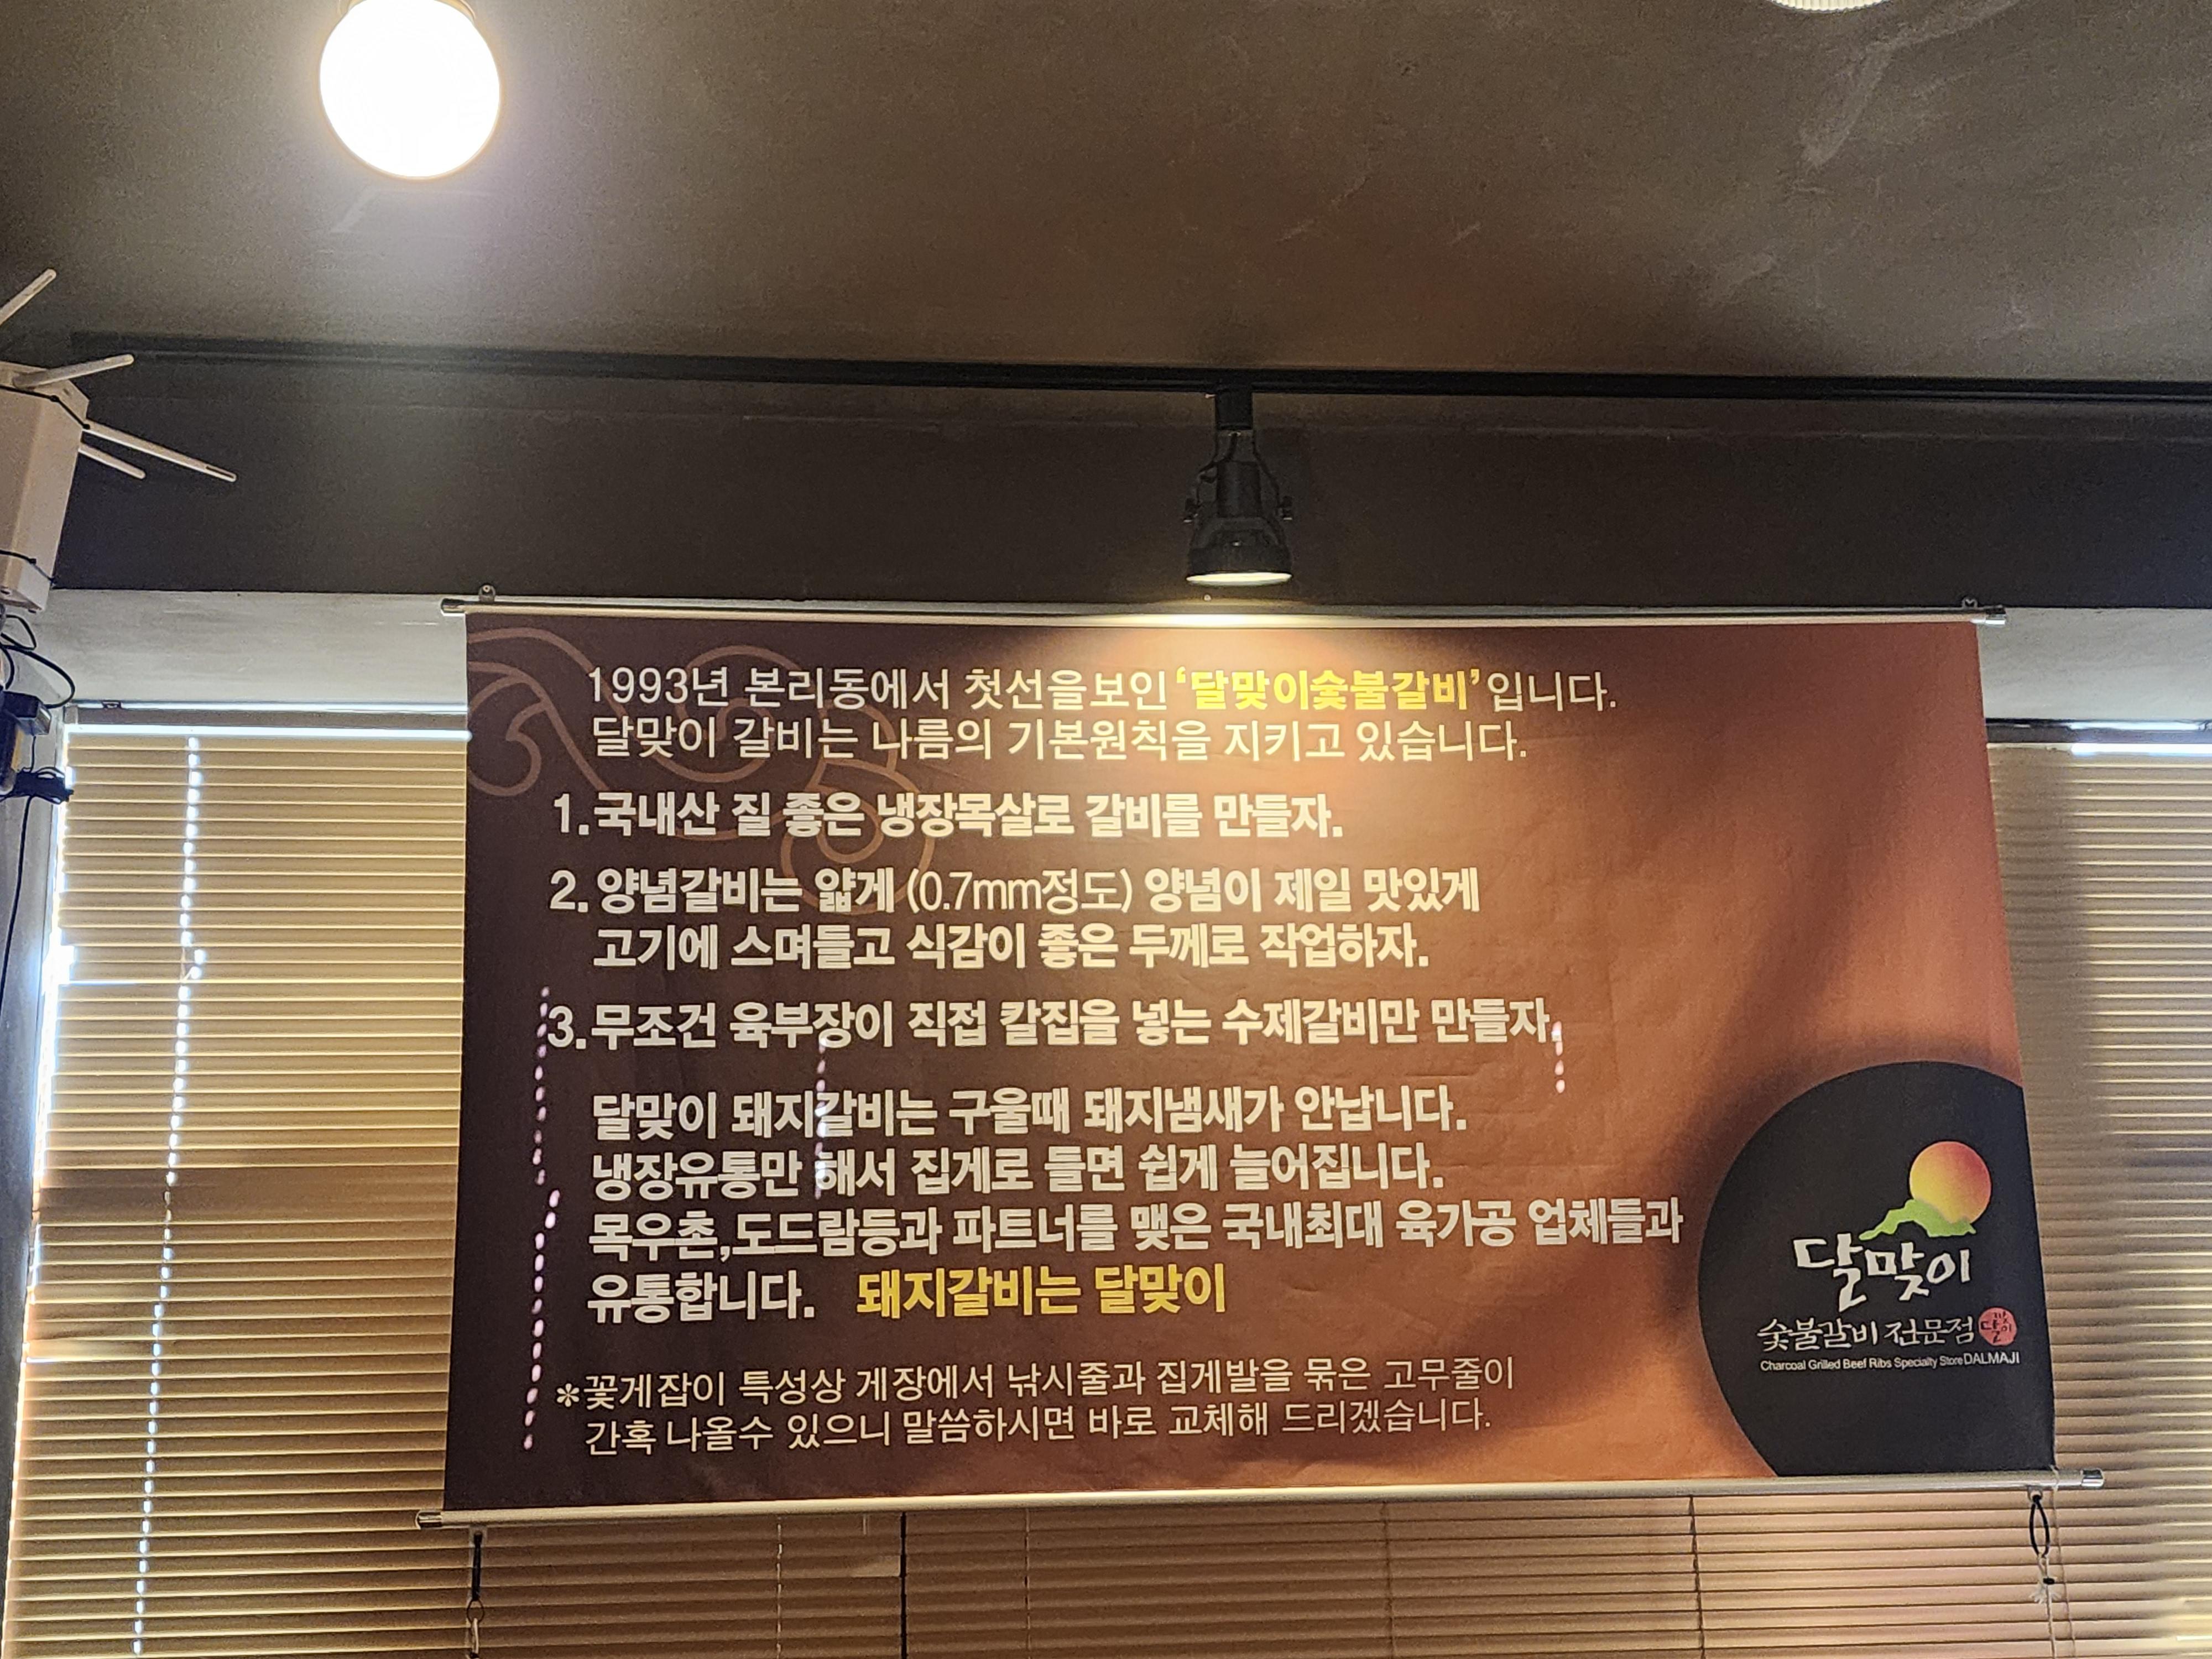 1993년 본리동에서 첫선을보인 '달맞이숯불갈비'입니다.
달맞이 갈비는 나름의 기본원칙을 지키고 있습니다.
1. 국내산 질 좋은 냉장목살로 갈비를 만들자.
2. 양념갈비는 얇게 (0.7mm정도) 양념이 제일 맛있게
고기에 스며들고 식감이 좋은 두께로 작업하자.
3. 무조건 육부장이 직접 칼집을 넣는 수제갈비만 만들자.
달맞이 돼지갈비는 구울때 돼지냄새가 안납니다.
냉장유통만 해서 집게로 들면 쉽게 늘어집니다.
목우촌,도드람등과 파트너를 맺은 국내최대 육가공 업체들과
유통합니다. 돼지갈비는 달맞이
*꽃게잡이 특성상 게장에서 낚시줄과 집게발을 묶은 고무줄이
간혹 나올수 있으니 말씀하시면 바로 교체해 드리겠습니다.
달맞이
숯불갈비 전문점 달맞이
Charcoal Grilled Beef Ribs Specialty Store DALMAJI